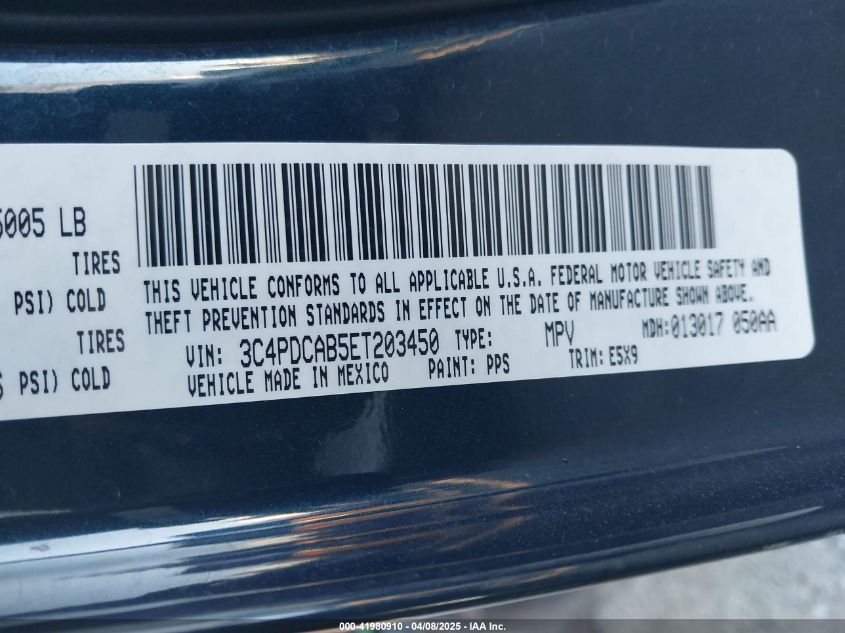 5005 LB
TIRES
PSI) COLD
TIRES
PSI) COLD
THIS VEHICLE CONFORMS TO ALL APPLICABLE U.S.A. FEDERAL MOTOR VEHICLE SAFETY AND
THEFT PREVENTION STANDARDS IN EFFECT ON THE DATE OF MANUFACTURE SHOWN ABOVE.
VIN: 3C4PDCAB5ET203450 TYPE: MPV MDH:013017 050AA
VEHICLE MADE IN MEXICO PAINT: PPS TRIM: E5X9
000-41980910 - 04/08/2025 - IAA Inc.